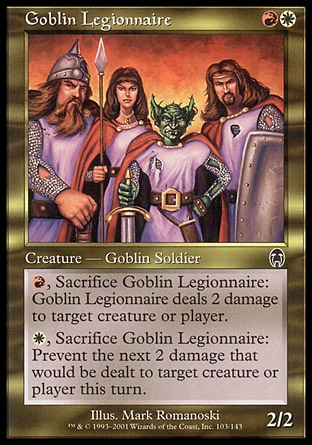 Goblin Legionnaire
Creature — Goblin Soldier
, Sacrifice Goblin Legionnaire:
Goblin Legionnaire deals 2 damage
to target creature or player.
, Sacrifice Goblin Legionnaire:
Prevent the next 2 damage that
would be dealt to target creature or
player this turn.
2/2
Illus. Mark Romanoski
™ & © 1993–2001 Wizards of the Coast, Inc. 103/143